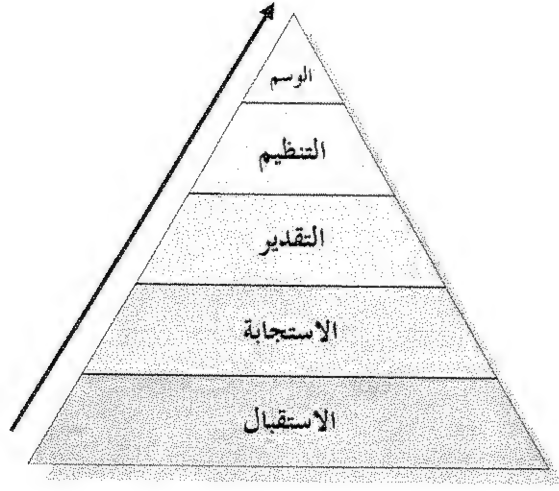 الوسم
التنظيم
التقدير
الاستجابة
الاستقبال